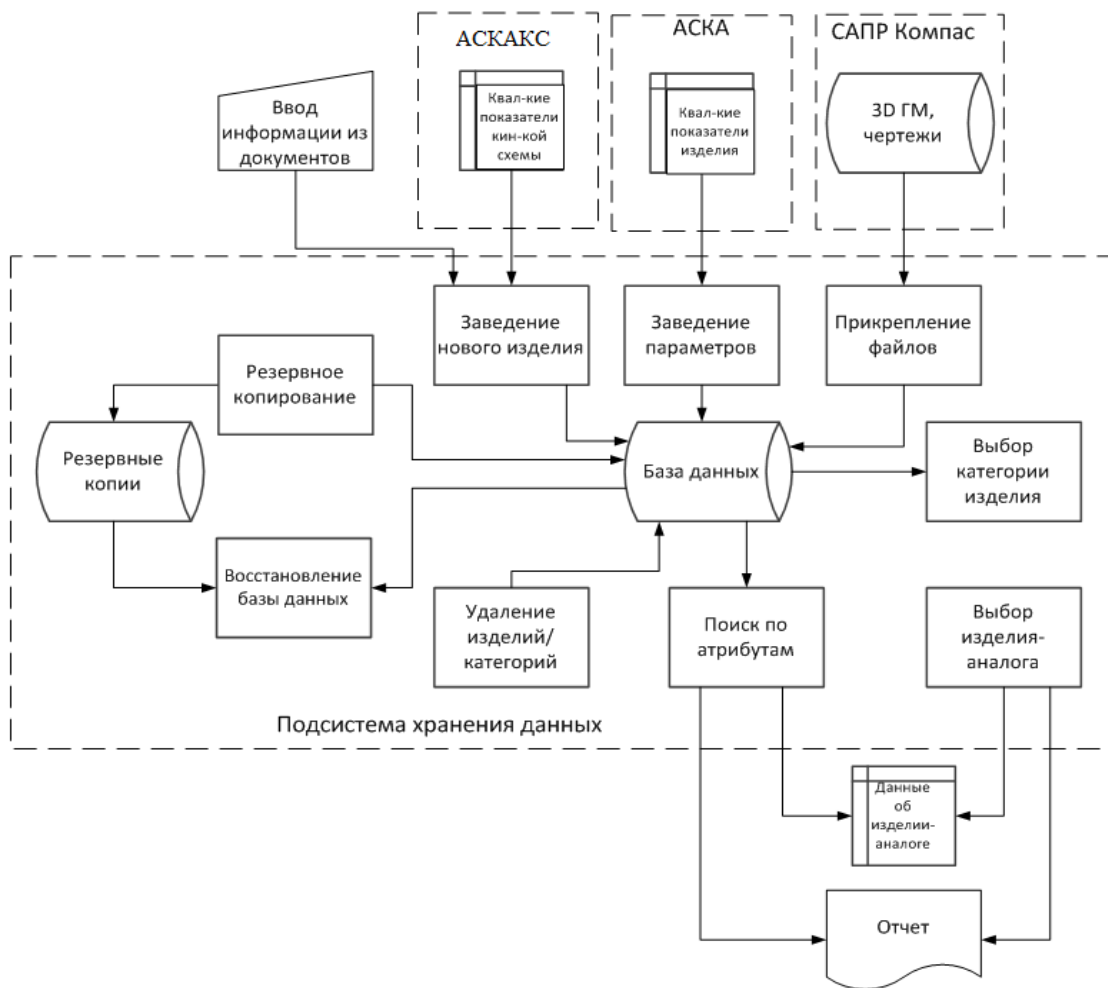 АСКАКС
АСКА
САПР Компас
Ввод
информации из
документов
Квал-кие
показатели
кин-кой
схемы
Квал-кие
показатели
изделия
3D ГМ,
чертежи
Заведение
нового изделия
Заведение
параметров
Прикрепление
файлов
Резервное
копирование
Резервные
копии
База данных
Выбор
категории
изделия
Восстановление
базы данных
Удаление
изделий/
категорий
Поиск по
атрибутам
Выбор
изделия-
аналога
Подсистема хранения данных
Данные
об
изделии-
аналоге
Отчет